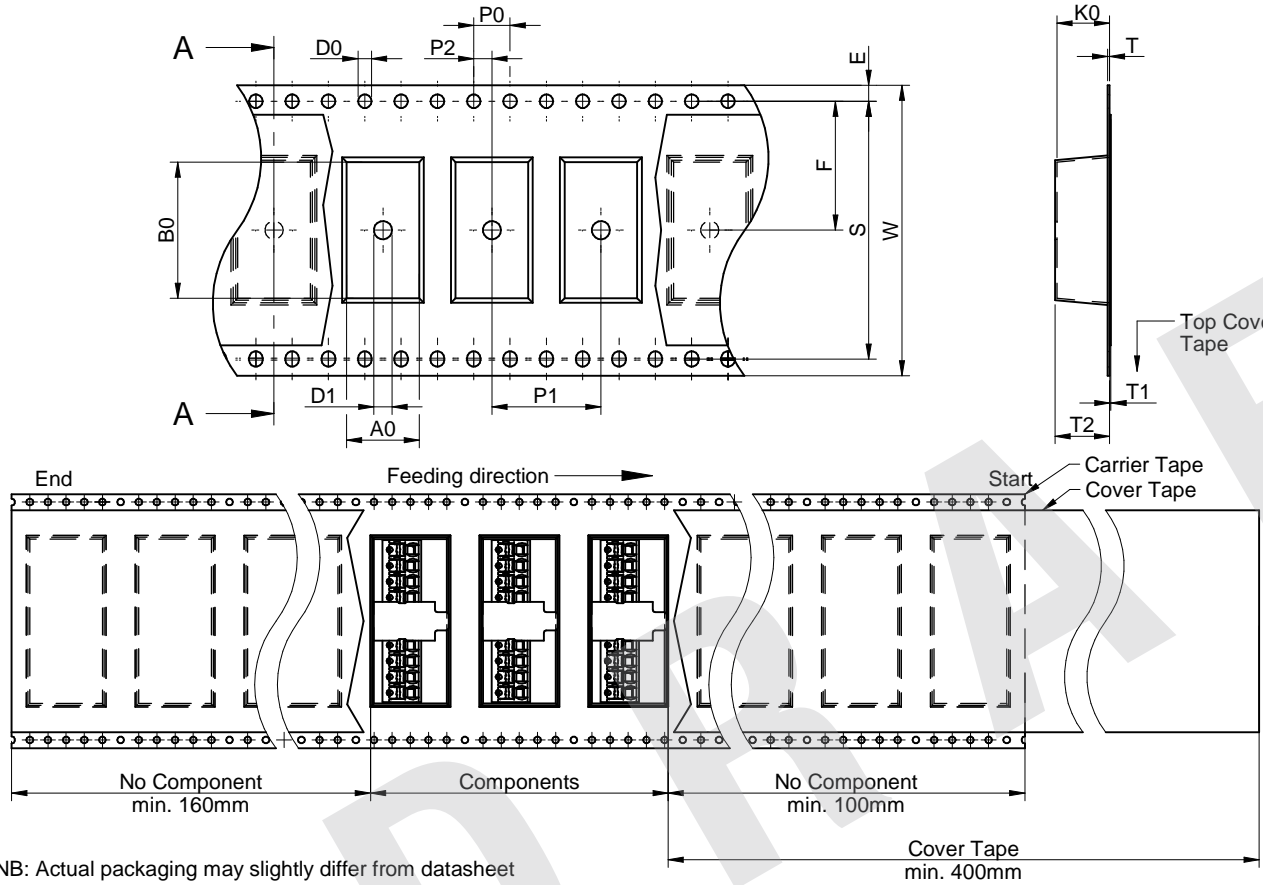 P0
K0
A
D0
P2
T
E
F
B0
S
W
Top Cove
Tape
D1
P1
T1
A
A0
T2
End
Feeding direction
Start
Carrier Tape
Cover Tape
No Component
min. 160mm
Components
No Component
min. 100mm
Cover Tape
min. 400mm
NB: Actual packaging may slightly differ from datasheet
D R A F